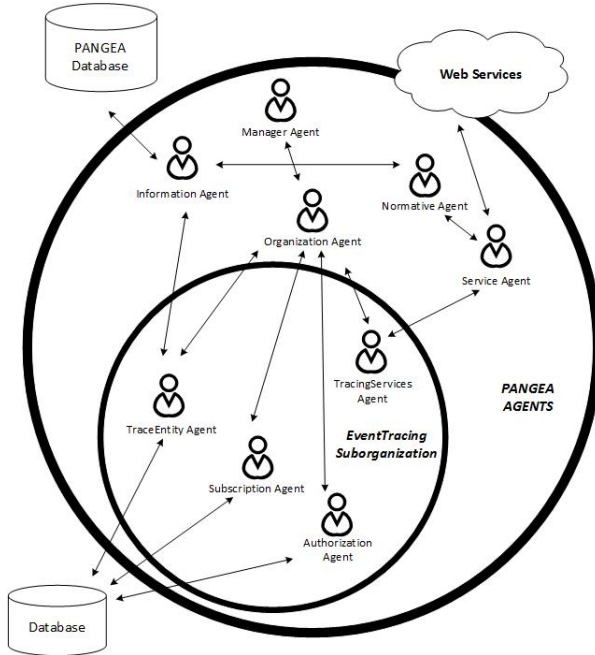 PANGEA
Database
Web Services
Manager Agent
Information Agent
Normative Agent
Organization Agent
Service Agent
TracingServices
Agent
PANGEA
AGENTS
TraceEntity Agent
EventTracing
Suborganization
Subscription Agent
Authorization
Agent
Database